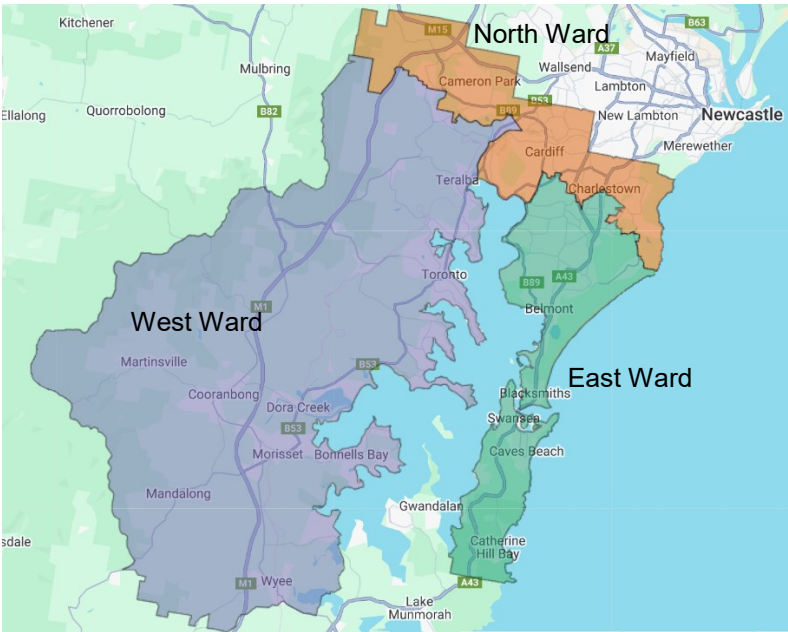 Kitchener
North Ward
B63
M15
A37
Mayfield
Wallsend
Mulbring
Cameron Park
Lambton
Ellalong
Quorrobolong
B82
B89
B53
New Lambton
Newcastle
Cardiff
Merewether
Teralba
Charlestown
Toronto
B89
A43
M1
Belmont
West Ward
Martinsville
B53
East Ward
Cooranbong
Blacksmiths
Dora Creek
Swansea
B53
Morisset
Bonnells Bay
Caves Beach
Mandalong
Gwandalan
sdale
Catherine
Hill Bay
M1
Wyee
A43
Lake
Munmorah